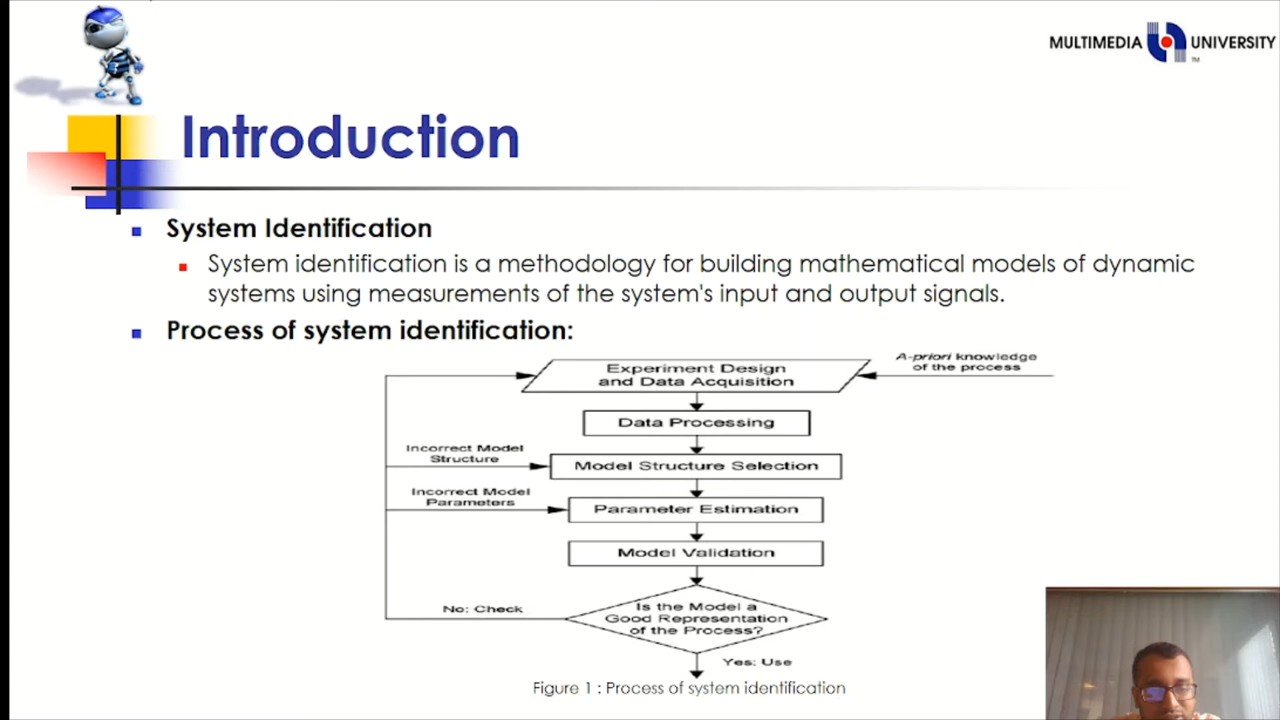 MULTIMEDIA UNIVERSITY
TM
Introduction
System Identification
System identification is a methodology for building mathematical models of dynamic
systems using measurements of the system's input and output signals.
Process of system identification:
Experiment Design
and Data Acquisition
A-priori knowledge
of the process
Data Processing
Incorrect Model
Structure
Model Structure Selection
Incorrect Model
Parameters
Parameter Estimation
Model Validation
No: Check
Is the Model a
Good Representation
of the Process?
Yes: Use
Figure 1 : Process of system identification